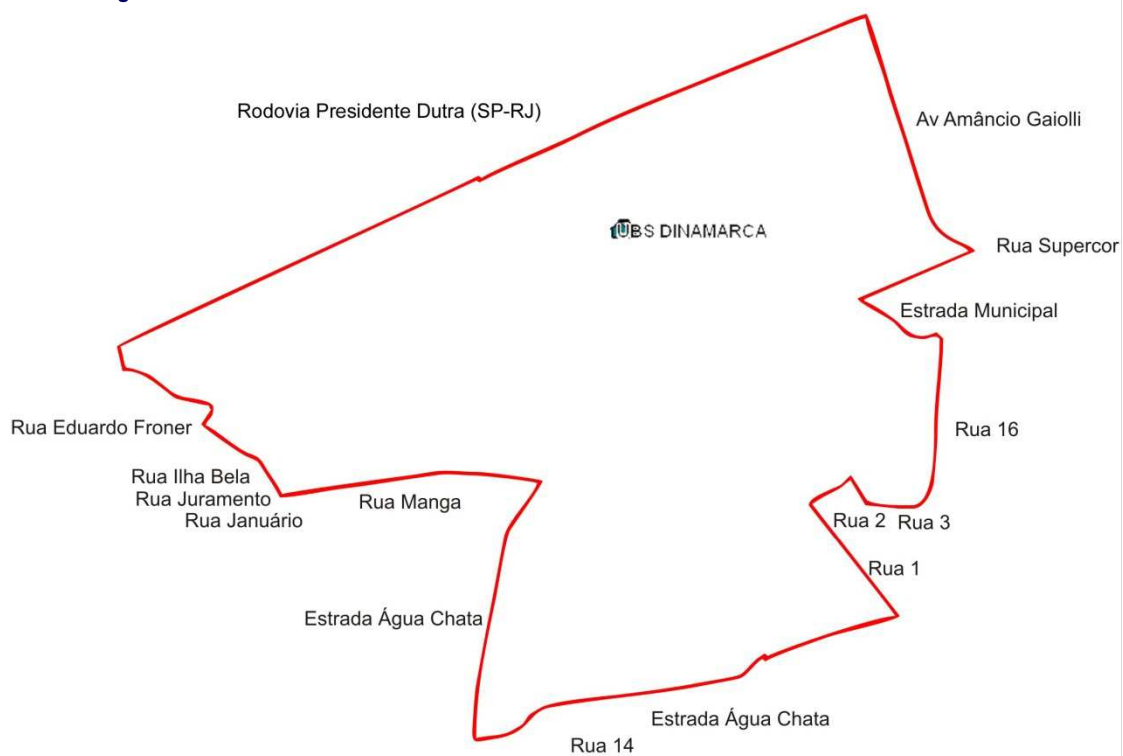 Rodovia Presidente Dutra (SP-RJ)
Av Amâncio Gaiolli
UBS DINAMARCA
Rua Supercor
Estrada Municipal
Rua Eduardo Froner
Rua 16
Rua Ilha Bela
Rua Juramento
Rua Januário
Rua Manga
Rua 2
Rua 3
Rua 1
Estrada Água Chata
Estrada Água Chata
Rua 14